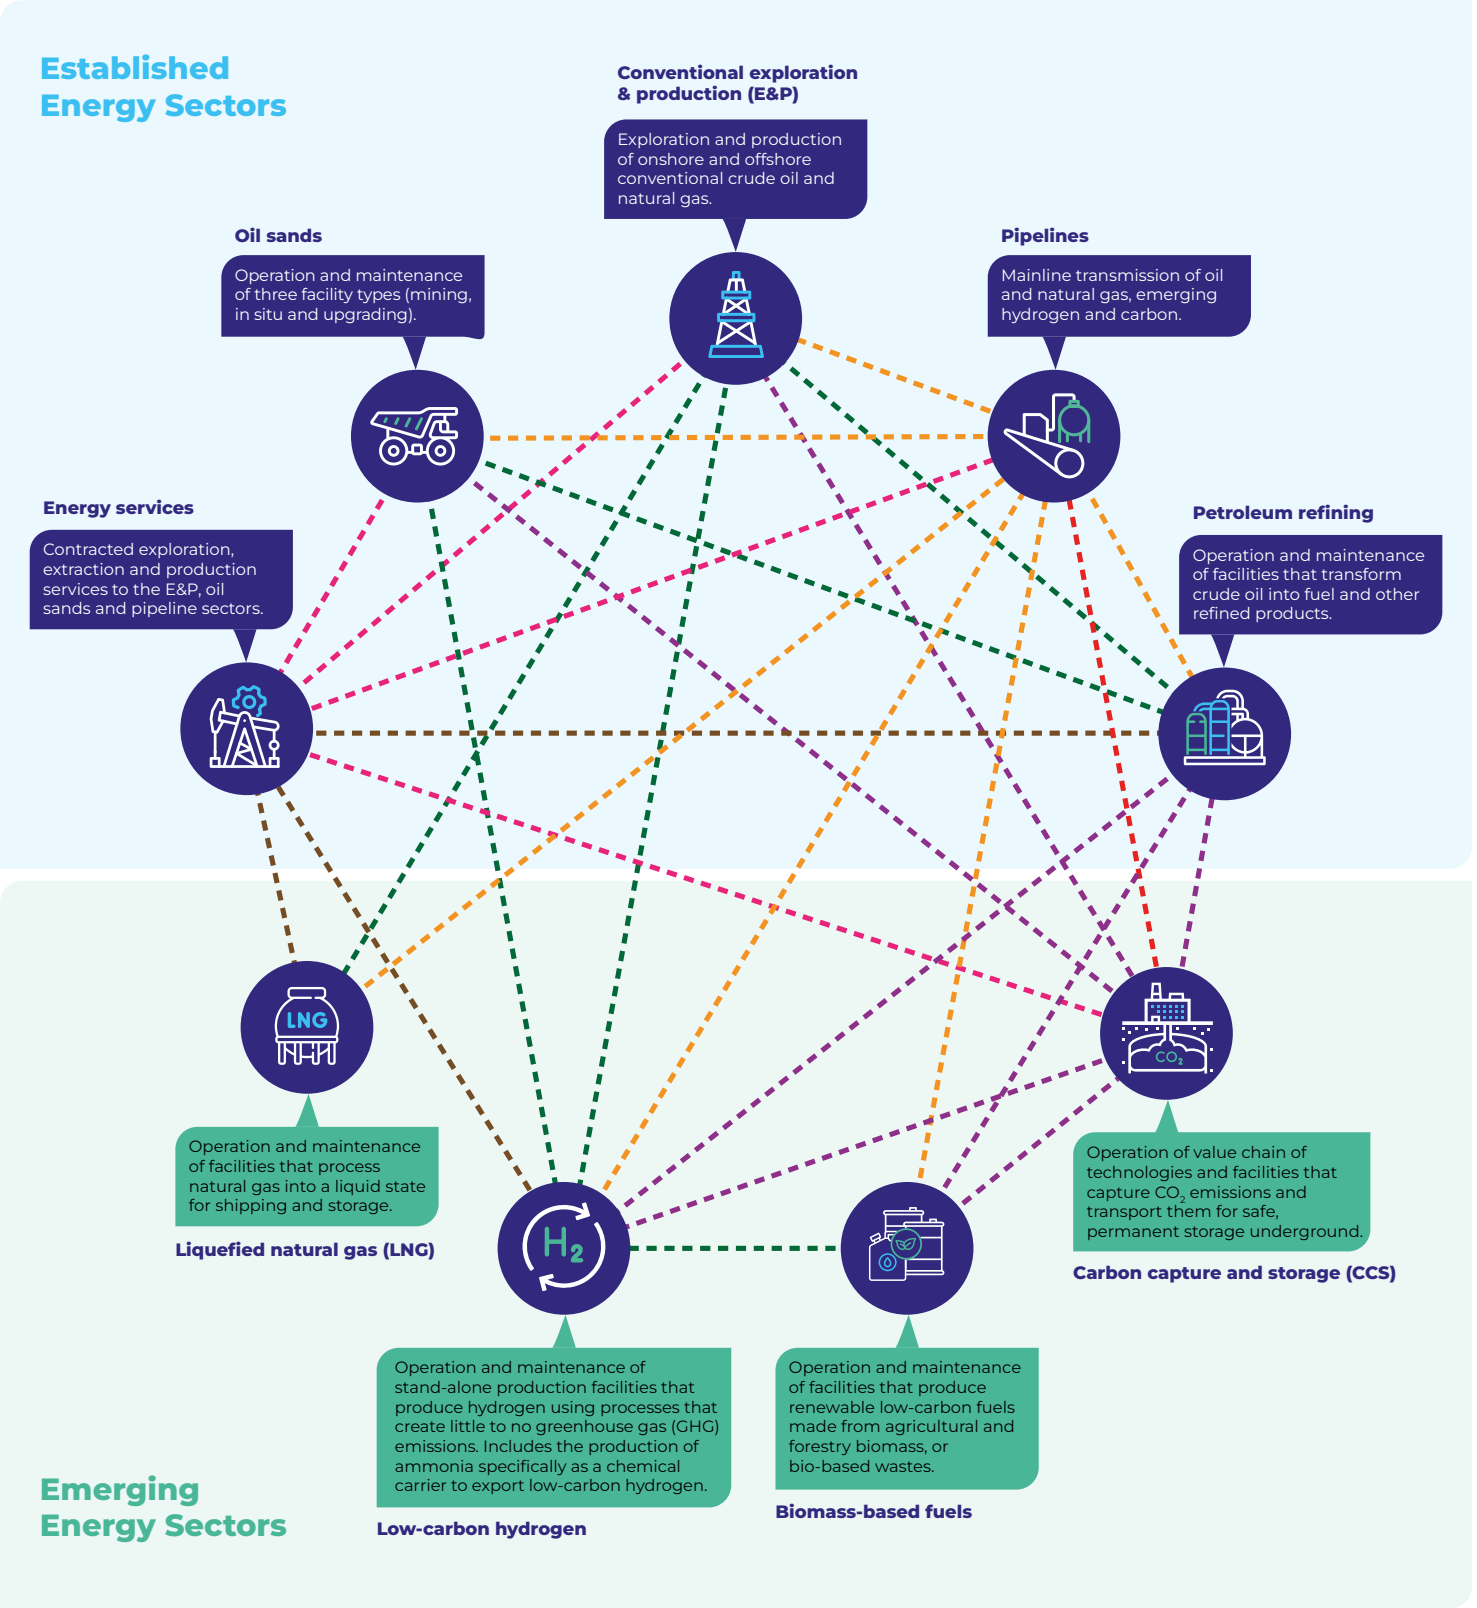 Established
Energy Sectors
Conventional exploration
& production (E&P)
Exploration and production
of onshore and offshore
conventional crude oil and
natural gas.
Oil sands
Operation and maintenance
of three facility types (mining,
in situ and upgrading).
Pipelines
Mainline transmission of oil
and natural gas, emerging
hydrogen and carbon.
Energy services
Contracted exploration,
extraction and production
services to the E&P, oil
sands and pipeline sectors.
Petroleum refining
Operation and maintenance
of facilities that transform
crude oil into fuel and other
refined products.
LNG
Operation and maintenance
of facilities that process
natural gas into a liquid state
for shipping and storage.
Liquefied natural gas (LNG)
CO₂
Operation of value chain of
technologies and facilities that
capture CO₂ emissions and
transport them for safe,
permanent storage underground.
Carbon capture and storage (CCS)
H₂
Operation and maintenance of
stand-alone production facilities that
produce hydrogen using processes that
create little to no greenhouse gas (GHG)
emissions. Includes the production of
ammonia specifically as a chemical
carrier to export low-carbon hydrogen.
Low-carbon hydrogen
Operation and maintenance
of facilities that produce
renewable low-carbon fuels
made from agricultural and
forestry biomass, or
bio-based wastes.
Biomass-based fuels
Emerging
Energy Sectors